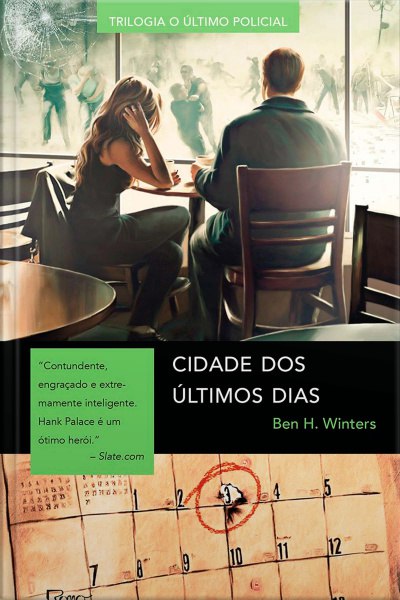 TRILOGIA O ÚLTIMO POLICIAL
"Contundente,
engraçado e extre-
mamente inteligente.
Hank Palace é um
ótimo herói."
– Slate.com
CIDADE DOS
ÚLTIMOS DIAS
Ben H. Winters
1 2 3 4 5
7 8 9 10 11 12